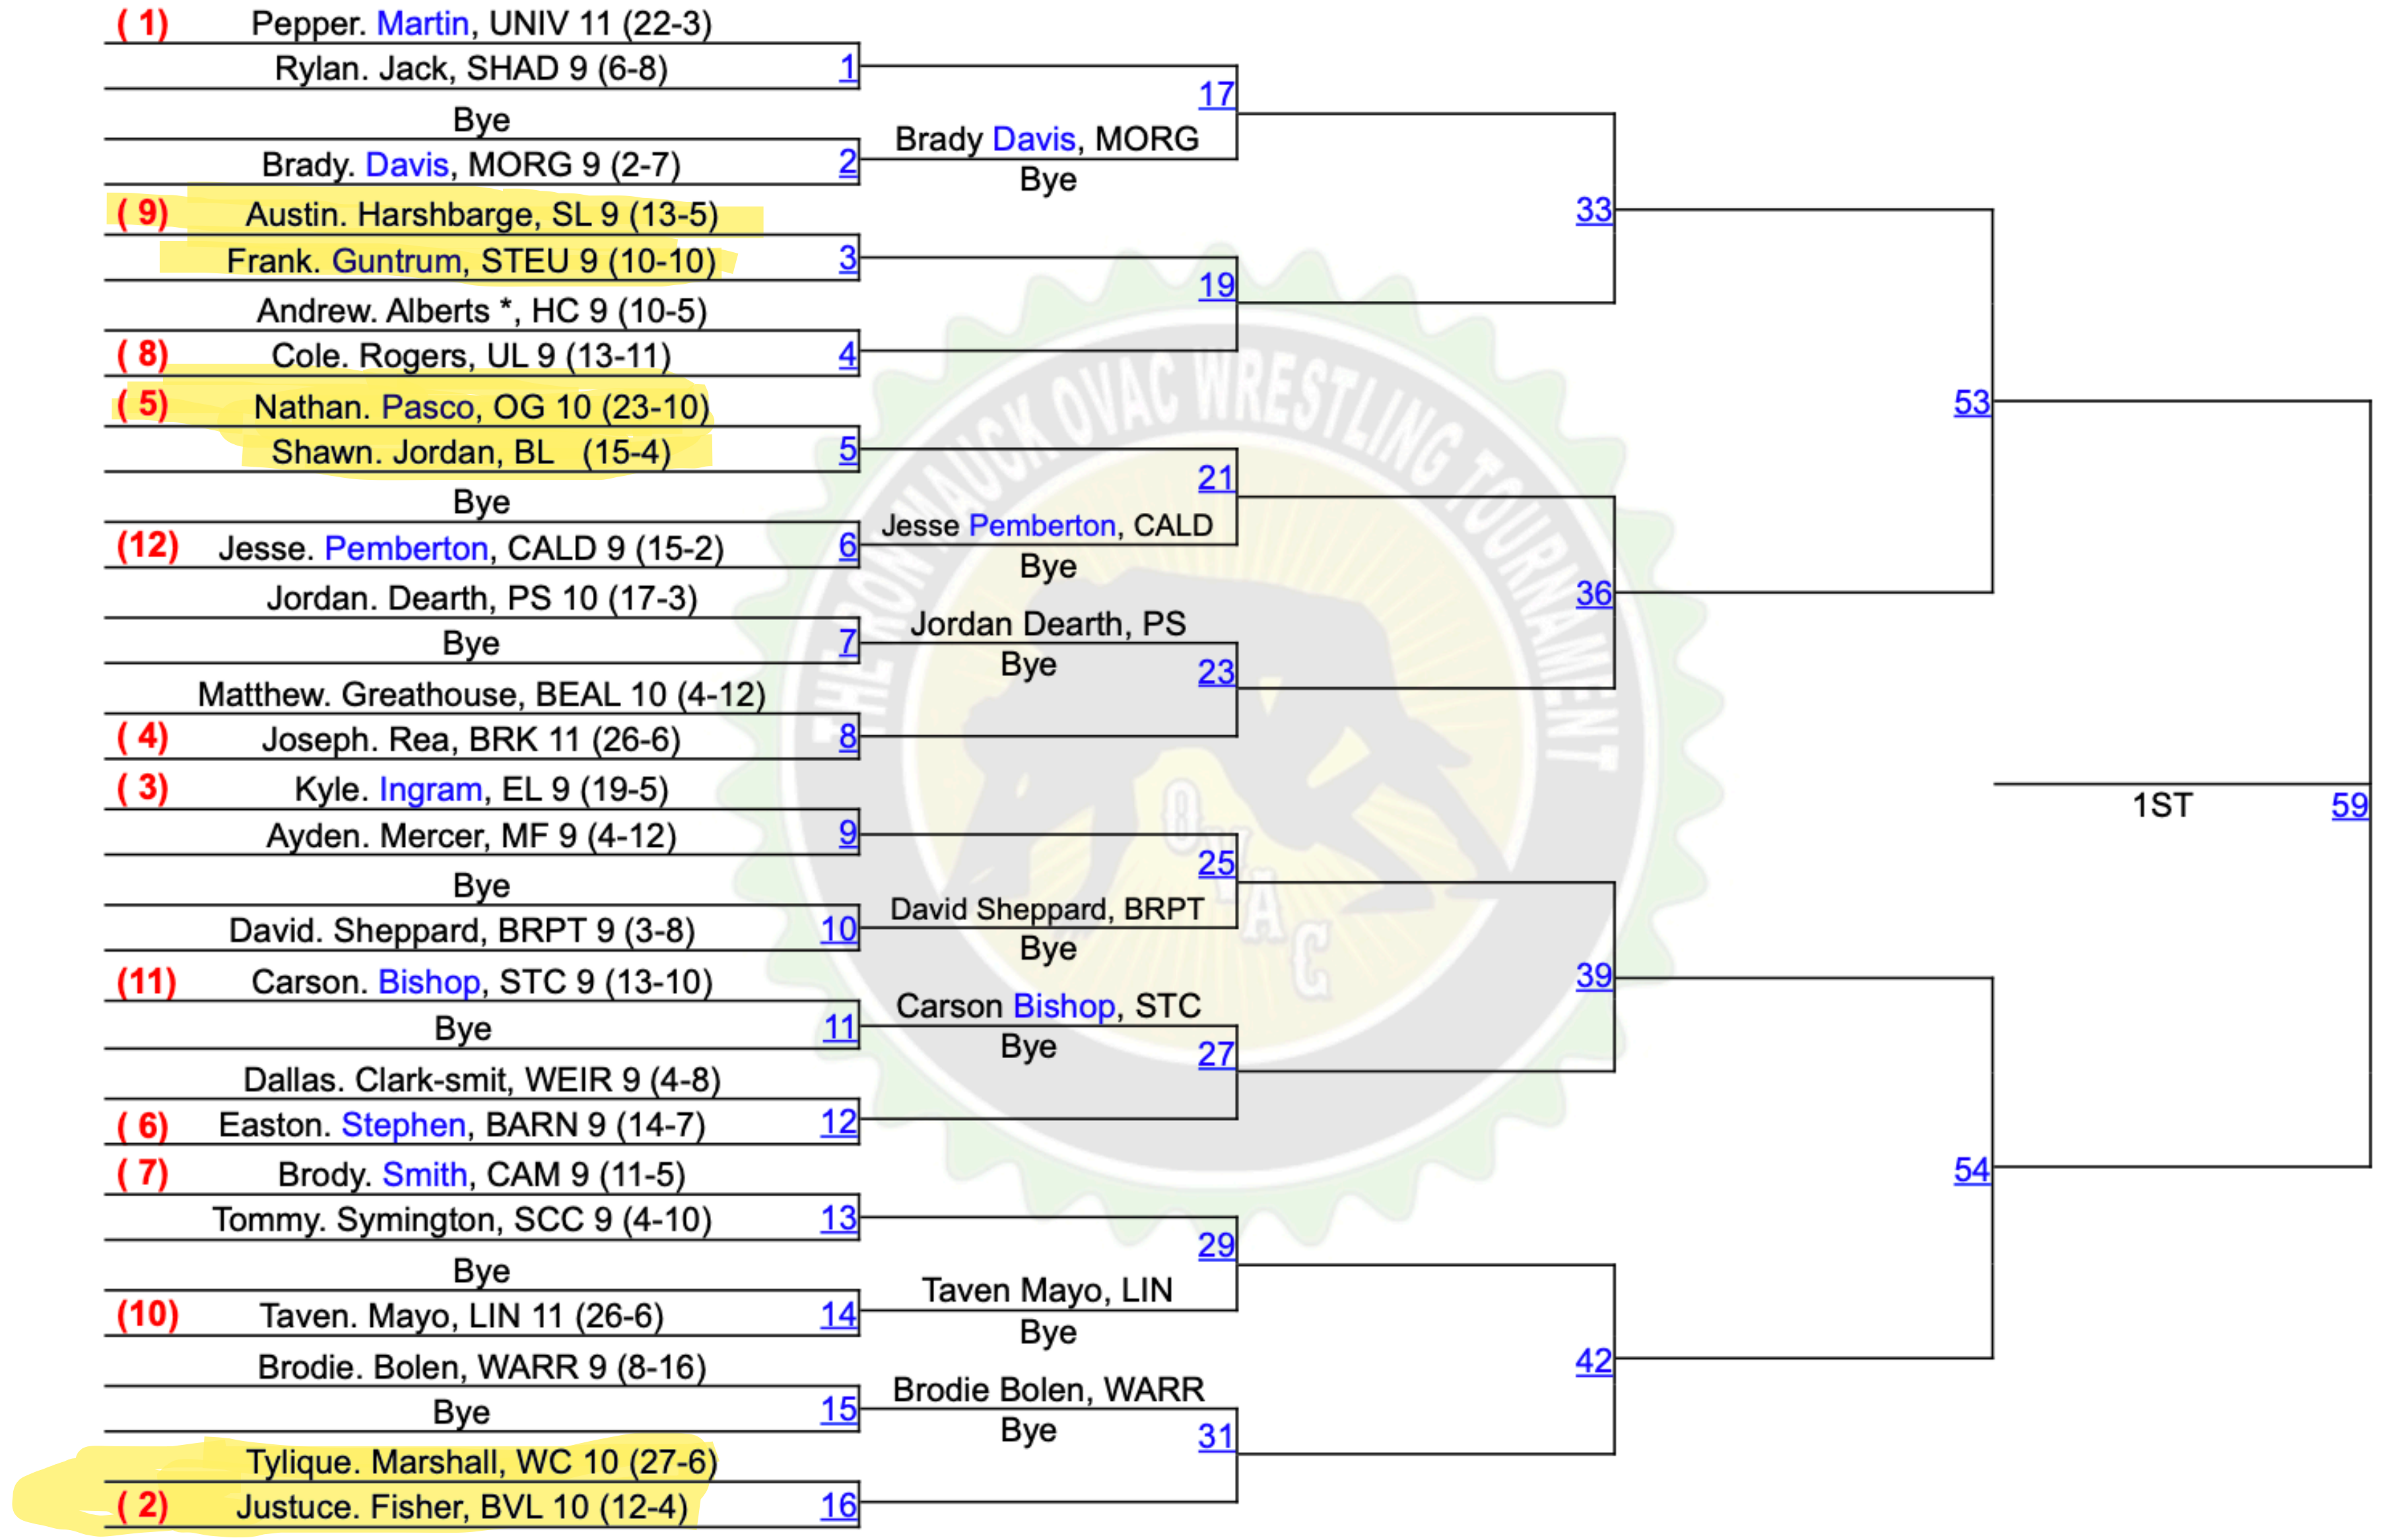 ( 1) Pepper. Martin, UNIV 11 (22-3)
Rylan. Jack, SHAD 9 (6-8) 1
Bye
Brady. Davis, MORG 9 (2-7) 2
( 9) Austin. Harshbarge, SL 9 (13-5)
Frank. Guntrum, STEU 9 (10-10) 3
Andrew. Alberts *, HC 9 (10-5)
( 8) Cole. Rogers, UL 9 (13-11) 4
( 5) Nathan. Pasco, OG 10 (23-10)
Shawn. Jordan, BL (15-4) 5
Bye
(12) Jesse. Pemberton, CALD 9 (15-2) 6
Jordan. Dearth, PS 10 (17-3)
Bye 7
Matthew. Greathouse, BEAL 10 (4-12)
( 4) Joseph. Rea, BRK 11 (26-6) 8
( 3) Kyle. Ingram, EL 9 (19-5)
Ayden. Mercer, MF 9 (4-12) 9
Bye
David. Sheppard, BRPT 9 (3-8) 10
(11) Carson. Bishop, STC 9 (13-10)
Bye 11
Dallas. Clark-smit, WEIR 9 (4-8)
( 6) Easton. Stephen, BARN 9 (14-7) 12
( 7) Brody. Smith, CAM 9 (11-5)
Tommy. Symington, SCC 9 (4-10) 13
Bye
(10) Taven. Mayo, LIN 11 (26-6) 14
Brodie. Bolen, WARR 9 (8-16)
Bye 15
Tylique. Marshall, WC 10 (27-6)
( 2) Justuce. Fisher, BVL 10 (12-4) 16
17
Brady Davis, MORG
Bye
19
21
Jesse Pemberton, CALD
Bye
Jordan Dearth, PS
Bye
23
25
David Sheppard, BRPT
Bye
Carson Bishop, STC
Bye
27
29
Taven Mayo, LIN
Bye
Brodie Bolen, WARR
Bye
31
33
36
39
42
53
54
1ST 59
THE RON MAUCK OVAC WRESTLING TOURNAMENT
OVAC